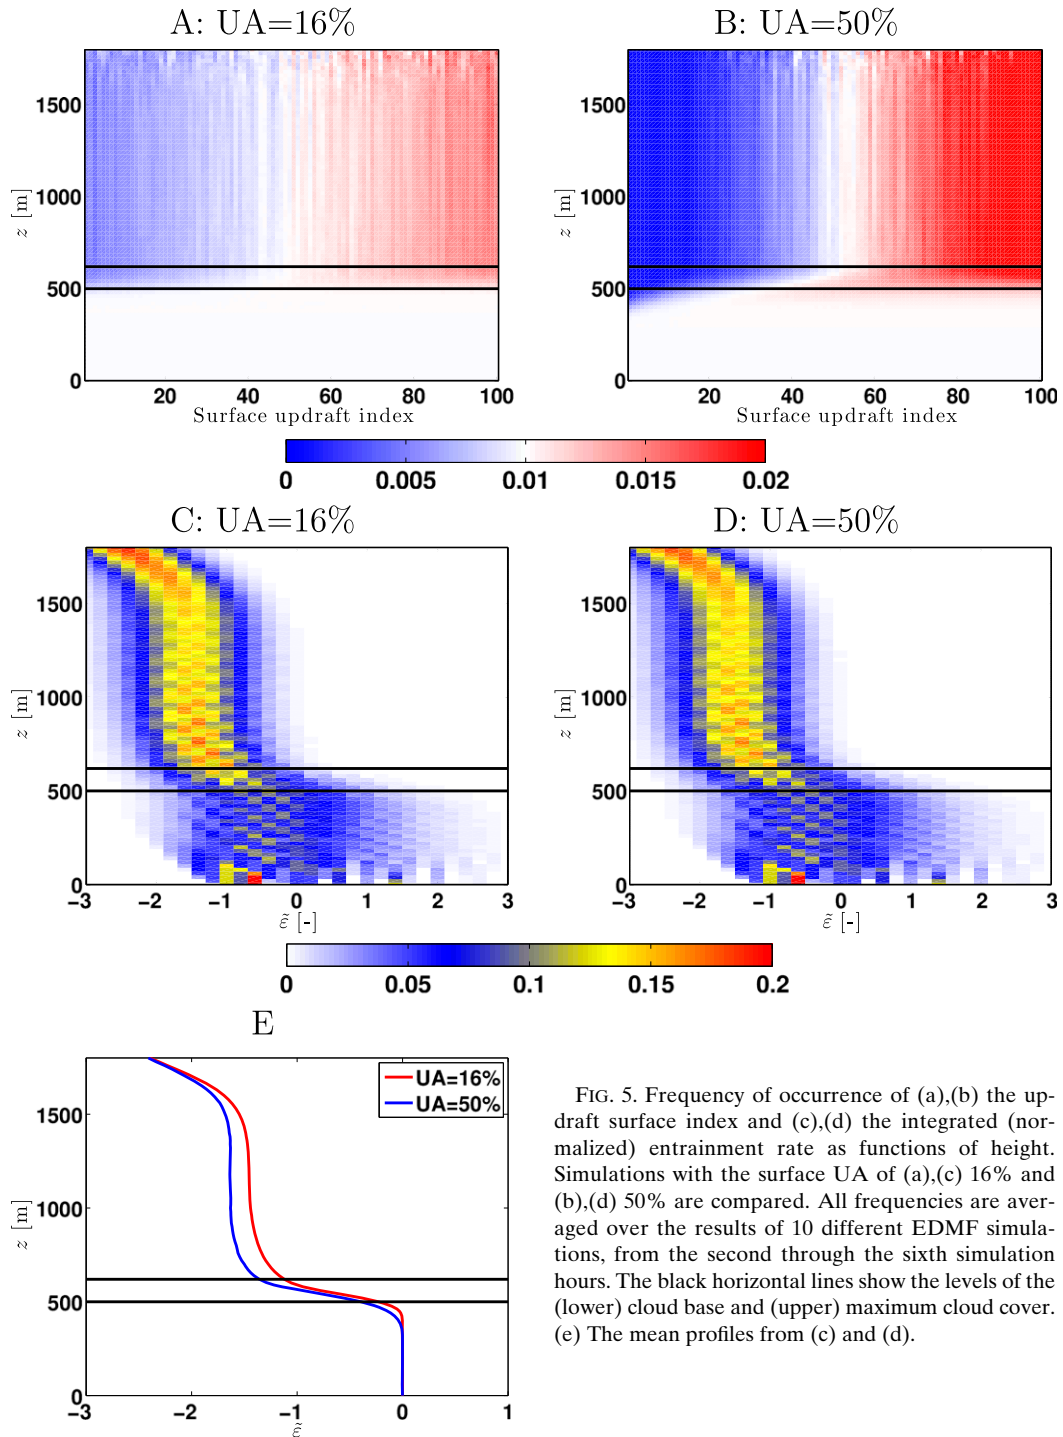 A: UA=16%
B: UA=50%
1500
1000
500
0
z [m]
20 40 60 80 100
Surface updraft index
1500
1000
500
0
z [m]
20 40 60 80 100
Surface updraft index
0 0.005 0.01 0.015 0.02
C: UA=16%
D: UA=50%
1500
1000
500
0
z [m]
−3 −2 −1 0 1 2 3
ε̃ [-]
1500
1000
500
0
z [m]
−3 −2 −1 0 1 2 3
ε̃ [-]
0 0.05 0.1 0.15 0.2
E
UA=16%
UA=50%
1500
1000
500
0
z [m]
−3 −2 −1 0 1
ε̃
FIG. 5. Frequency of occurrence of (a),(b) the up-
draft surface index and (c),(d) the integrated (nor-
malized) entrainment rate as functions of height.
Simulations with the surface UA of (a),(c) 16% and
(b),(d) 50% are compared. All frequencies are aver-
aged over the results of 10 different EDMF simula-
tions, from the second through the sixth simulation
hours. The black horizontal lines show the levels of the
(lower) cloud base and (upper) maximum cloud cover.
(e) The mean profiles from (c) and (d).